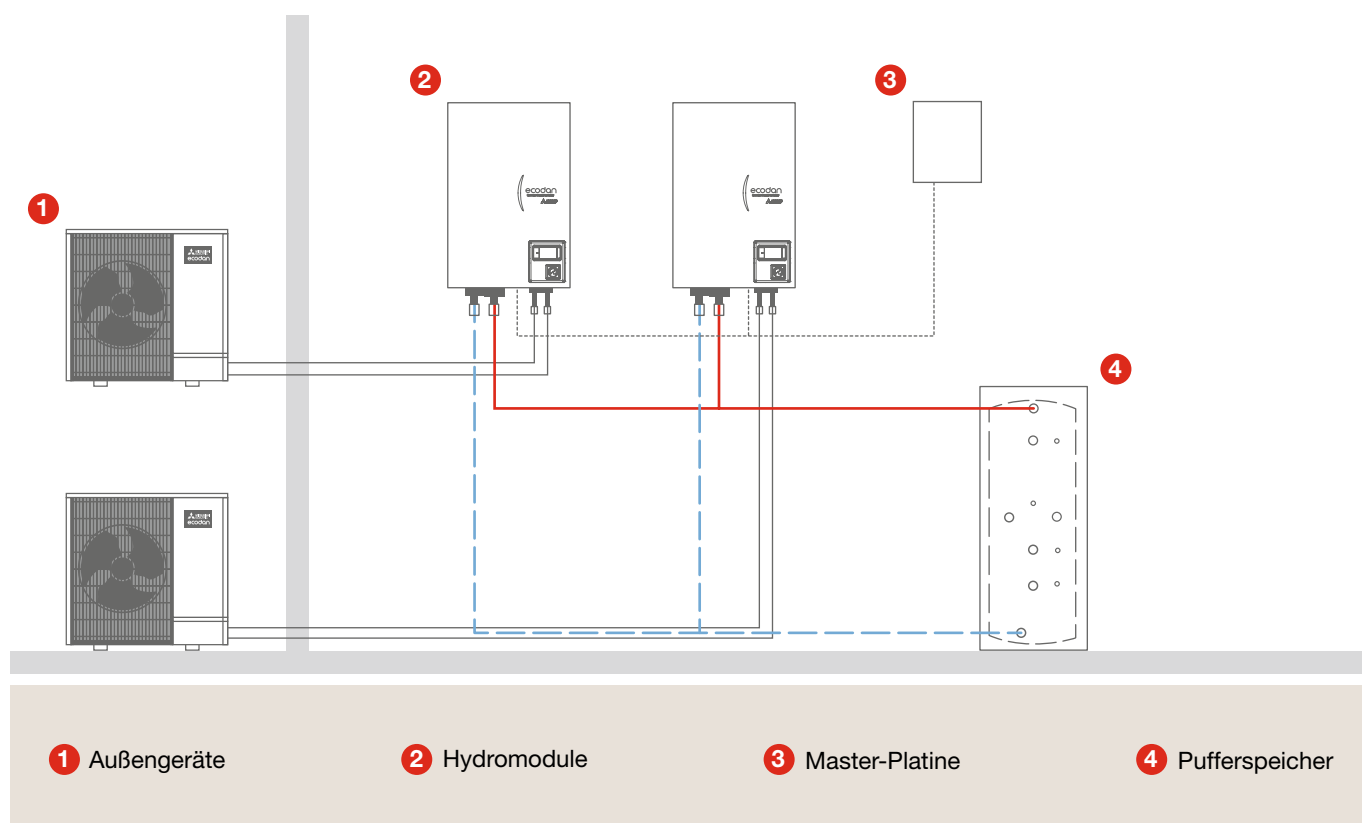 2
3
ecodan
ecodan
1
ecodan
4
ecodan
1 Außengeräte
2 Hydromodule
3 Master-Platine
4 Pufferspeicher